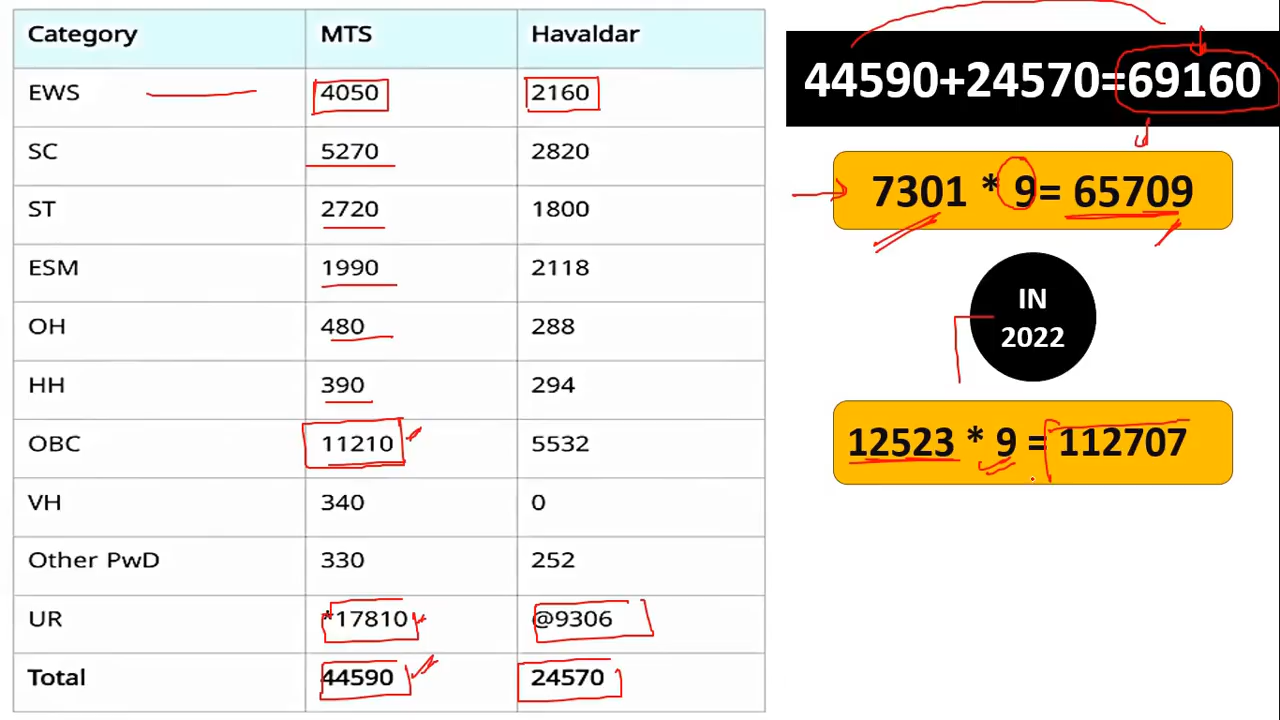 Category MTS Havaldar
EWS 4050 2160
SC 5270 2820
ST 2720 1800
ESM 1990 2118
OH 480 288
HH 390 294
OBC 11210 5532
VH 340 0
Other PwD 330 252
UR *17810 @9306
Total 44590 24570
44590+24570=69160
7301 * 9= 65709
IN
2022
12523 * 9 = 112707